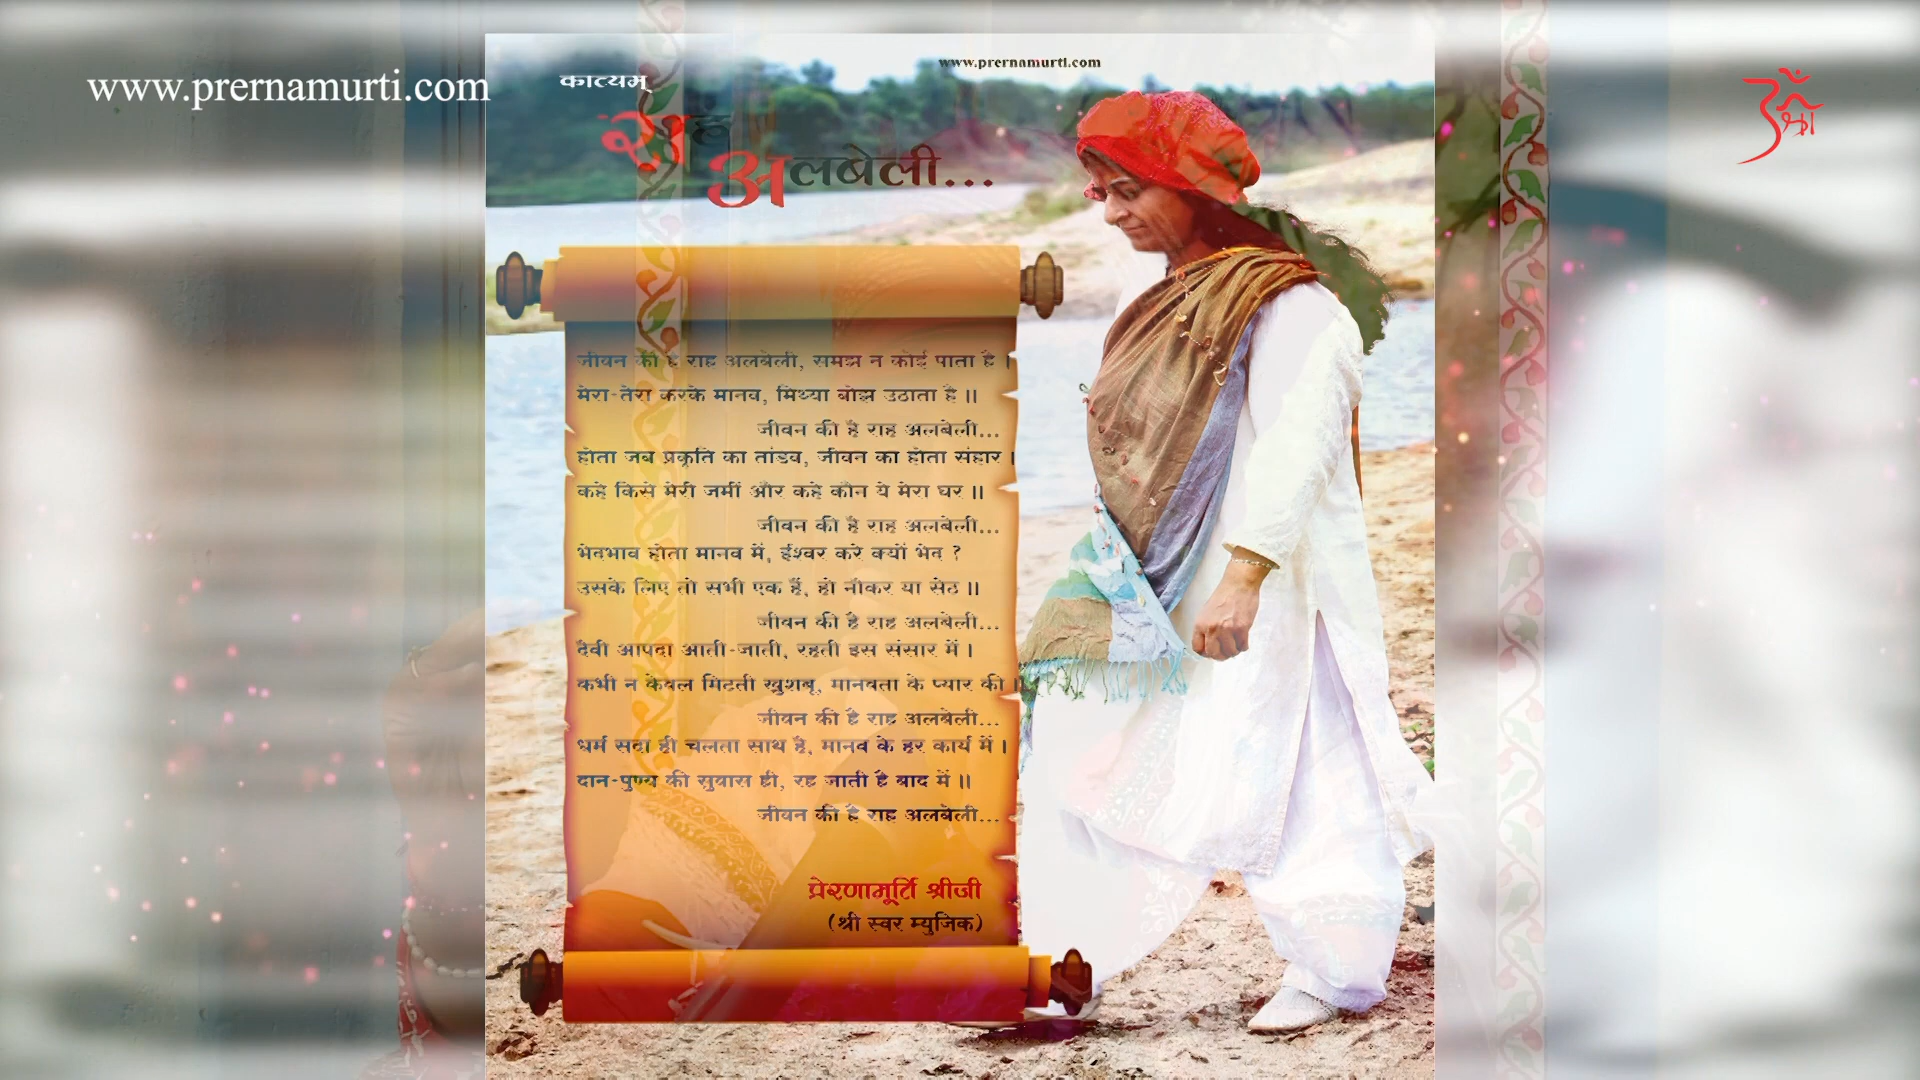 www.prernamurti.com
www.prernamurti.com
काव्यम्
राह
अलबेली...
जीवन की है राह अलबेली, समझ न कोई पाता है ।
मेरा-तेरा करके मानव, मिथ्या बोझ उठाता है ॥
जीवन की है राह अलबेली...
होता जब प्रकृति का तांडव, जीवन का होता संहार ।
कहे किसे मेरी जमीं और कहे कौन ये मेरा घर ॥
जीवन की है राह अलबेली...
भेदभाव होता मानव में, ईश्वर करे क्यों भेद ?
उसके लिए तो सभी एक हैं, हो नौकर या सेठ ॥
जीवन की है राह अलबेली...
दैवी आपदा आती-जाती, रहती इस संसार में ।
कभी न केवल मिटती खुशबू, मानवता के प्यार की ॥
जीवन की है राह अलबेली...
धर्म सदा ही चलता साथ है, मानव के हर कार्य में ।
दान-पुण्य की सुवास ही, रह जाती है बाद में ॥
जीवन की है राह अलबेली...
प्रेरणामूर्ति श्रीजी
(श्री स्वर म्युजिक)